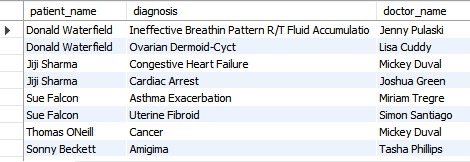 patient_name diagnosis doctor_name
Donald Waterfield Ineffective Breathin Pattern R/T Fluid Accumulatio Jenny Pulaski
Donald Waterfield Ovarian Dermoid-Cyct Lisa Cuddy
Jiji Sharma Congestive Heart Failure Mickey Duval
Jiji Sharma Cardiac Arrest Joshua Green
Sue Falcon Asthma Exacerbation Miriam Tregre
Sue Falcon Uterine Fibroid Simon Santiago
Thomas ONeill Cancer Mickey Duval
Sonny Beckett Amigima Tasha Phillips